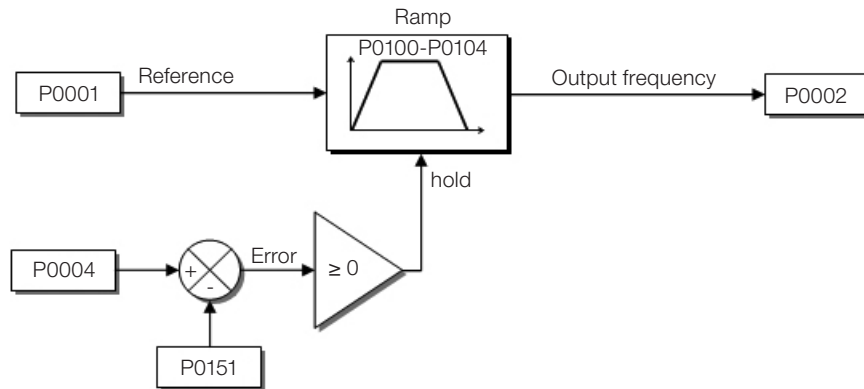 Ramp
P0100-P0104
Reference
Output frequency
P0001
P0002
hold
Error
P0004
+
-
≥ 0
P0151